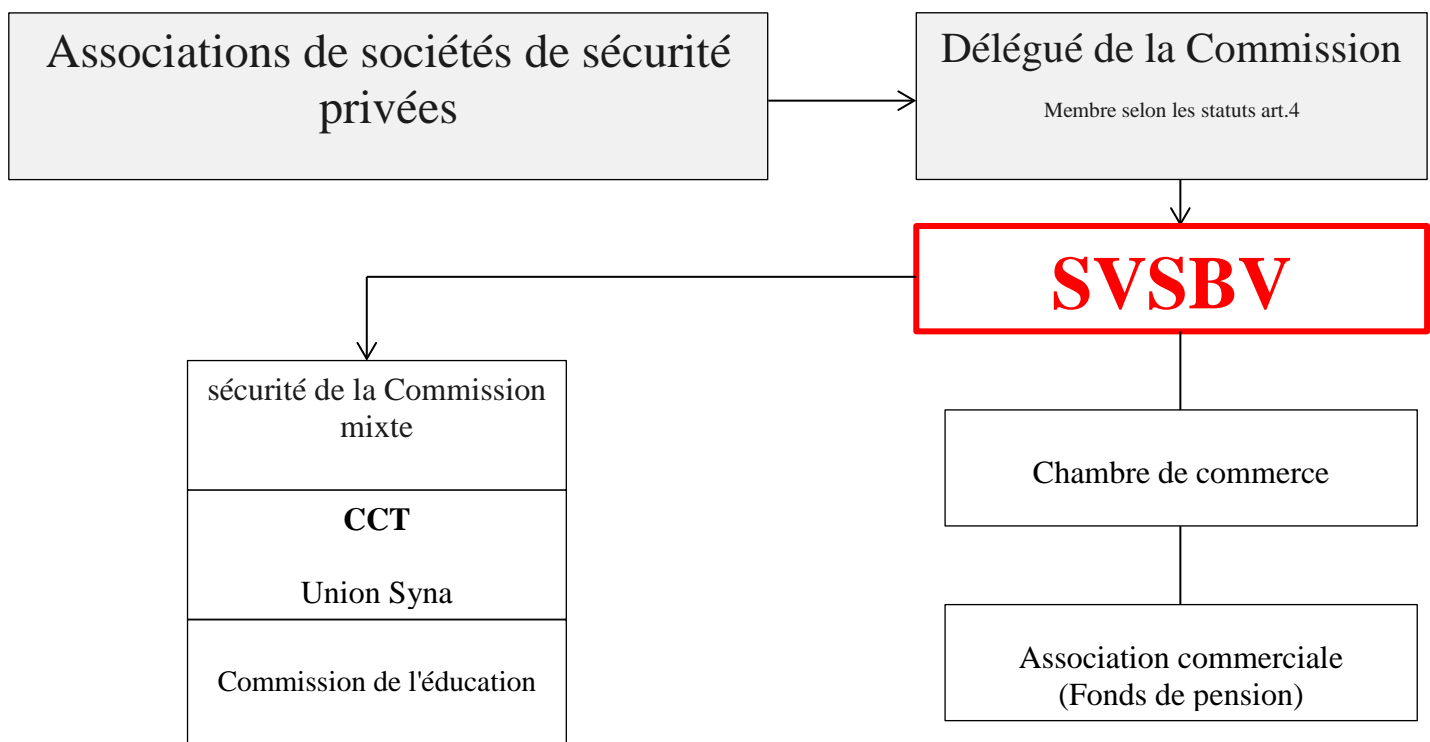 Associations de sociétés de sécurité
privées
Délégué de la Commission
Membre selon les statuts art.4
SVSBV
sécurité de la Commission
mixte
CCT
Union Syna
Commission de l'éducation
Chambre de commerce
Association commerciale
(Fonds de pension)